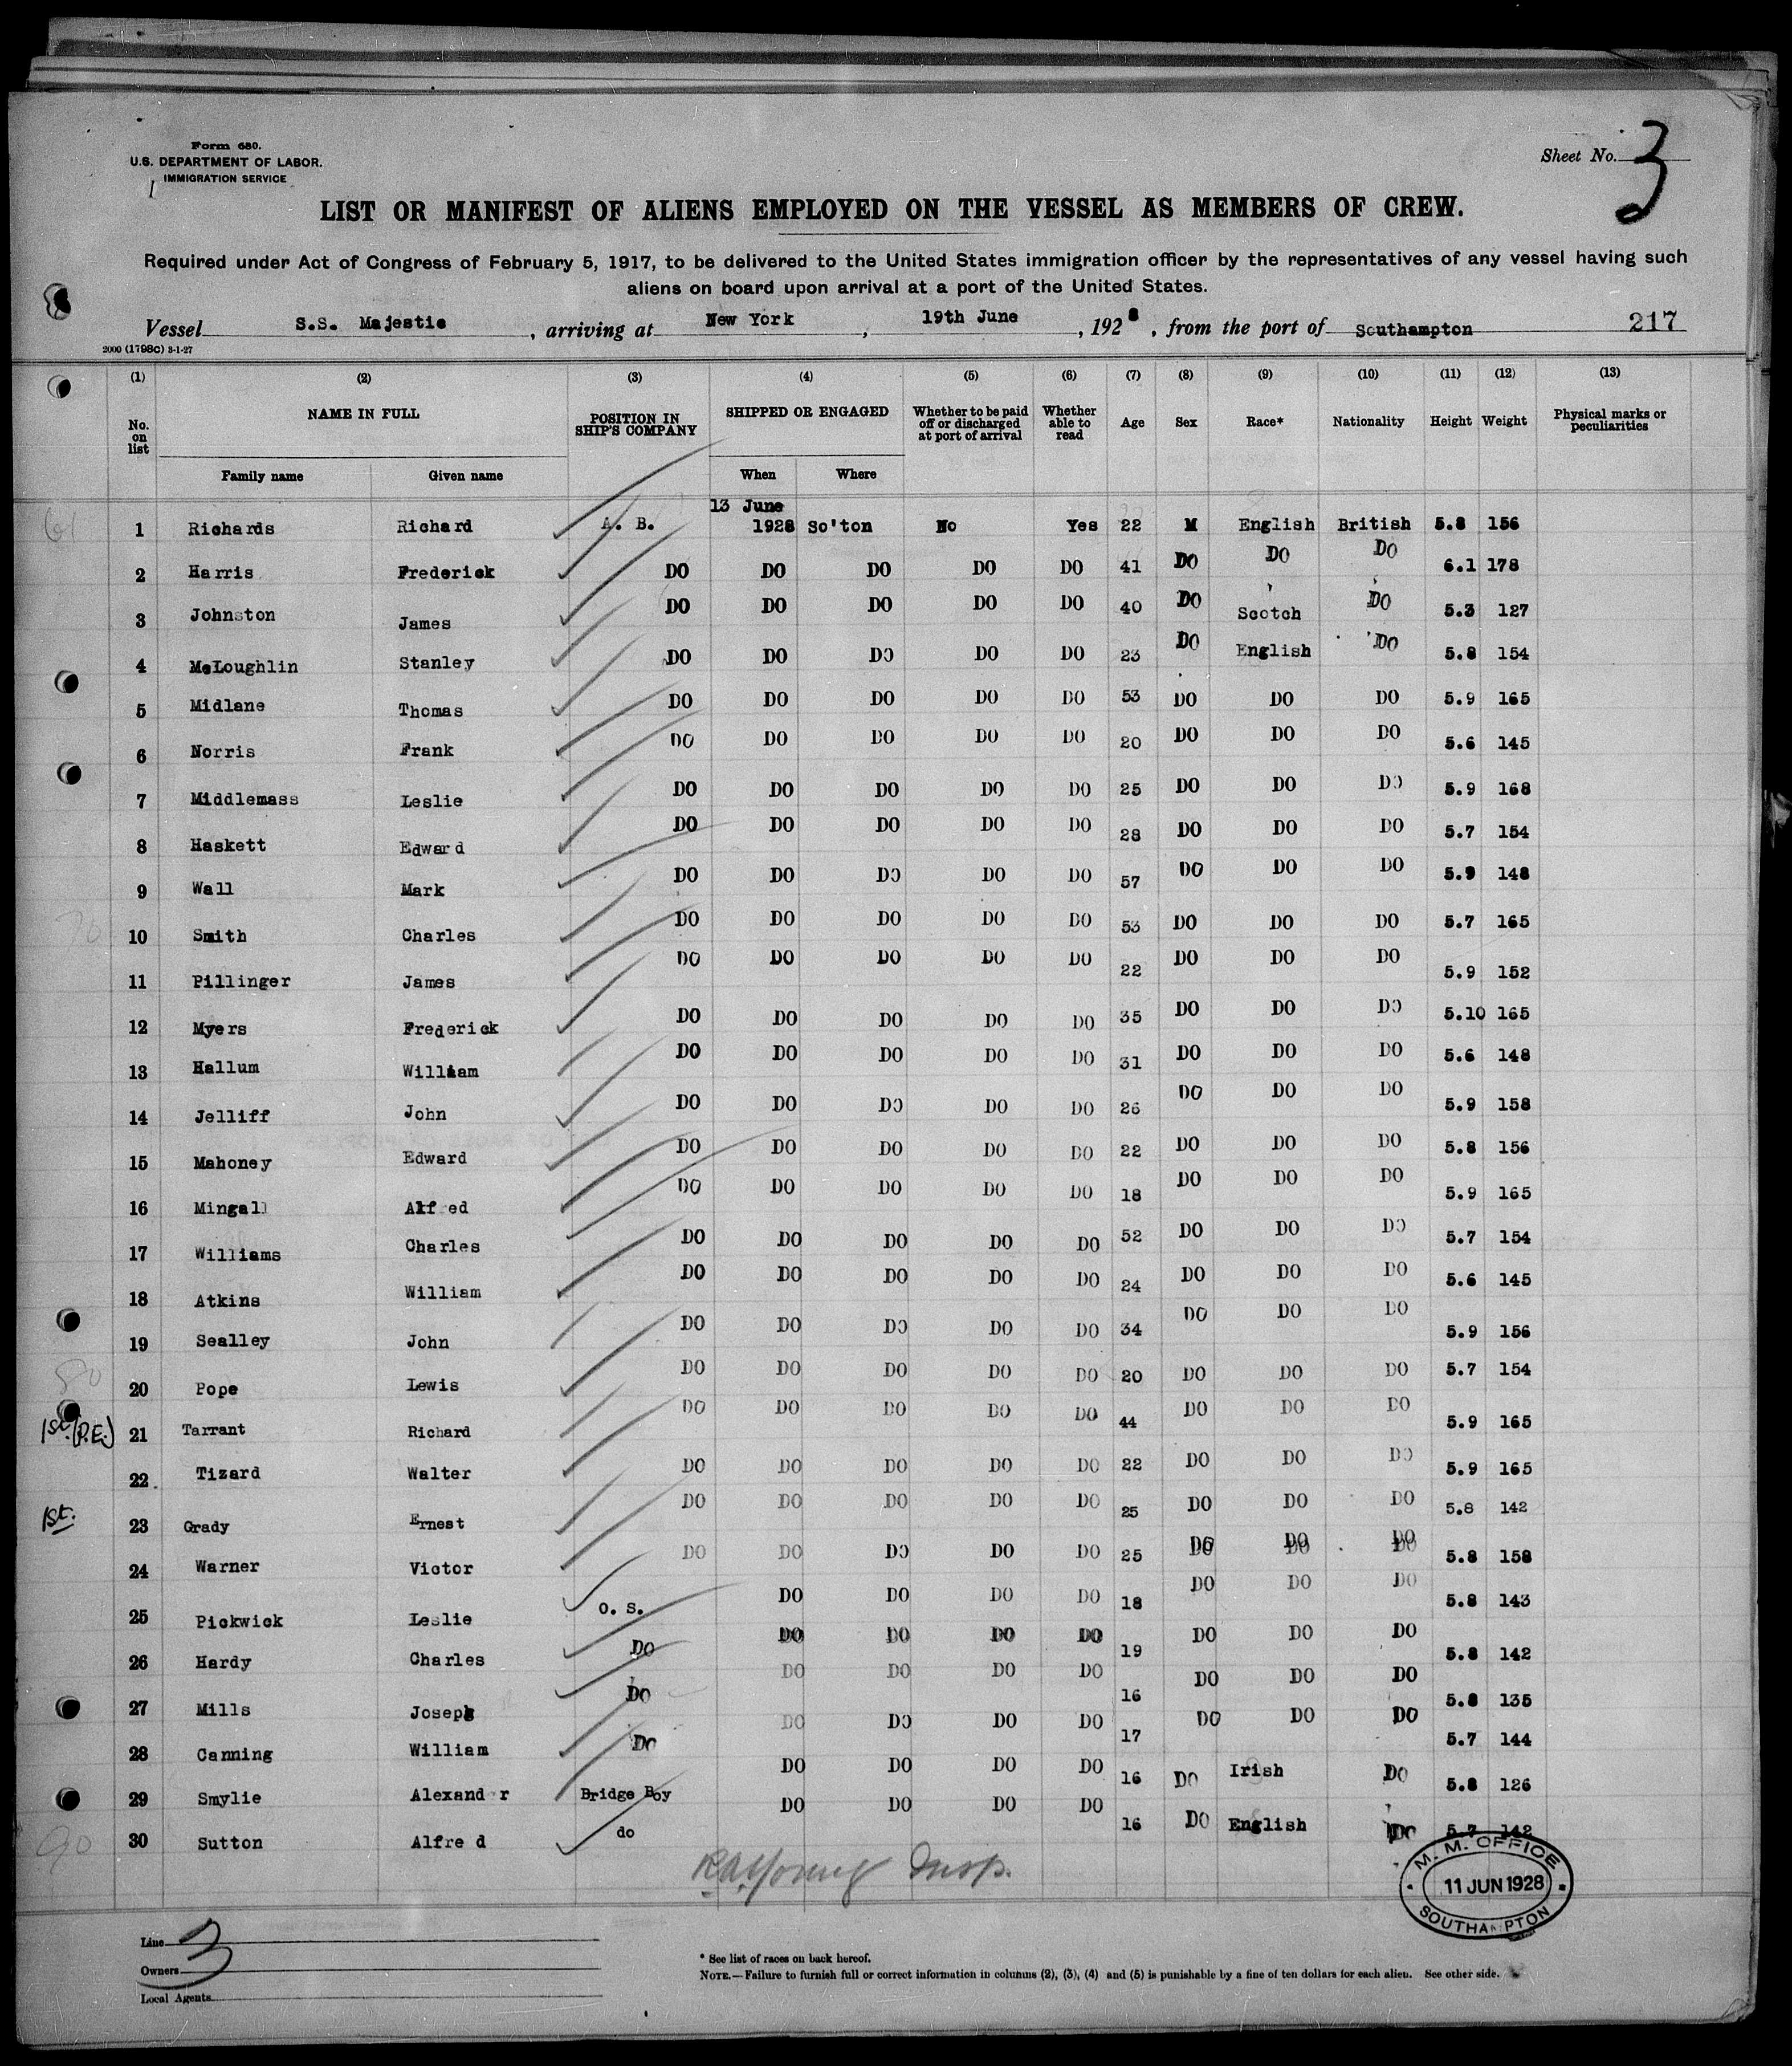 Form 680.
U.S. DEPARTMENT OF LABOR.
IMMIGRATION SERVICE
Sheet No. 3
LIST OR MANIFEST OF ALIENS EMPLOYED ON THE VESSEL AS MEMBERS OF CREW.
Required under Act of Congress of February 5, 1917, to be delivered to the United States immigration officer by the representatives of any vessel having such
aliens on board upon arrival at a port of the United States.
Vessel S.S. Majestic, arriving at New York, 19th June, 1928, from the port of Southampton 217
2000 (1798c) 3-1-27
(1) (2) (3) (4) (5) (6) (7) (8) (9) (10) (11) (12) (13)
No. on list NAME IN FULL POSITION IN SHIP'S COMPANY SHIPPED OR ENGAGED Whether to be paid off or discharged at port of arrival Whether able to read Age Sex Race* Nationality Height Weight Physical marks or peculiarities
Family name Given name When Where
13 June
61 1 Richards Richard A. B. 1928 So'ton No Yes 22 M English British 5.8 156
2 Harris Frederick DO DO DO DO DO 41 DO DO DO 6.1 178
3 Johnston James DO DO DO DO DO 40 DO Scotch DO 5.3 127
4 McLoughlin Stanley DO DO DO DO DO 23 DO English DO 5.8 154
5 Midlane Thomas DO DO DO DO DO 53 DO DO DO 5.9 165
6 Norris Frank DO DO DO DO DO 20 DO DO DO 5.6 145
7 Middlemass Leslie DO DO DO DO DO 25 DO DO DO 5.9 168
8 Haskett Edward DO DO DO DO DO 28 DO DO DO 5.7 154
9 Wall Mark DO DO DO DO DO 57 DO DO DO 5.9 148
70 10 Smith Charles DO DO DO DO DO 53 DO DO DO 5.7 165
11 Pillinger James DO DO DO DO DO 22 DO DO DO 5.9 152
12 Myers Frederick DO DO DO DO DO 35 DO DO DO 5.10 165
13 Hallum William DO DO DO DO DO 31 DO DO DO 5.6 148
14 Jelliff John DO DO DO DO DO 26 DO DO DO 5.9 158
15 Mahoney Edward DO DO DO DO DO 22 DO DO DO 5.8 156
16 Mingall Alfred DO DO DO DO DO 18 DO DO DO 5.9 165
17 Williams Charles DO DO DO DO DO 52 DO DO DO 5.7 154
18 Atkins William DO DO DO DO DO 24 DO DO DO 5.6 145
19 Sealley John DO DO DO DO DO 34 DO DO DO 5.9 156
80 20 Pope Lewis DO DO DO DO DO 20 DO DO DO 5.7 154
1st (P.E.) 21 Tarrant Richard DO DO DO DO DO 44 DO DO DO 5.9 165
22. Tizard Walter DO DO DO DO DO 22 DO DO DO 5.9 165
1st. 23 Grady Ernest DO DO DO DO DO 25 DO DO DO 5.8 142
24 Warner Victor DO DO DO DO DO 25 DO DO DO 5.8 158
25 Pickwick Leslie O. S. DO DO DO DO 18 DO DO DO 5.8 143
26 Hardy Charles DO DO DO DO DO 19 DO DO DO 5.8 142
27 Mills Joseph DO DO DO DO DO 16 DO DO DO 5.8 135
28 Canning William DO DO DO DO DO 17 DO DO DO 5.7 144
29 Smylie Alexand r Bridge Boy DO DO DO DO 16 DO Irish DO 5.8 126
90 30 Sutton Alfre d do DO DO DO DO 16 DO English DO 5.7 142
R.A. Young Insp.
M. M. OFFICE
11 JUN 1928
SOUTHAMPTON
Line 3
Owners
Local Agents
* See list of races on back hereof.
NOTE.—Failure to furnish full or correct information in columns (2), (3), (4) and (5) is punishable by a fine of ten dollars for each alien. See other side.